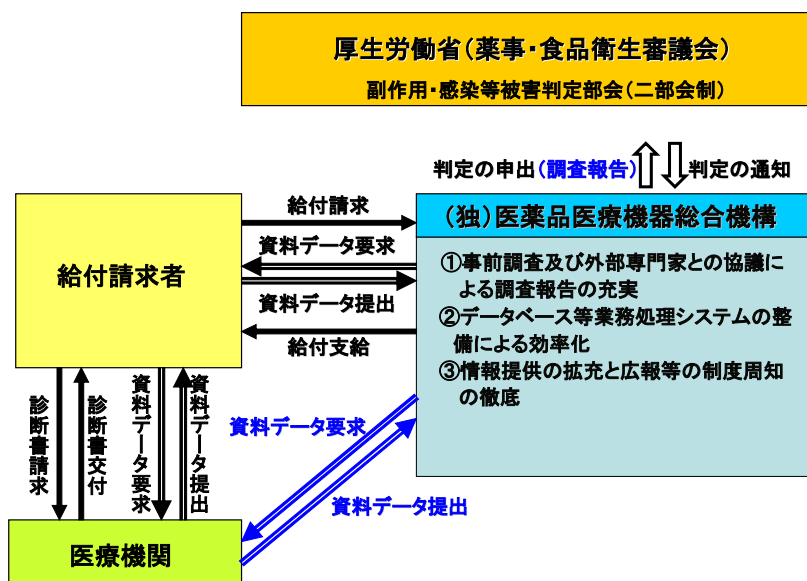 厚生労働省（薬事・食品衛生審議会）
副作用・感染等被害判定部会（二部会制）
判定の申出（調査報告）
判定の通知
給付請求
（独）医薬品医療機器総合機構
資料データ要求
①事前調査及び外部専門家との協議に
よる調査報告の充実
給付請求者
資料データ提出
②データベース等業務処理システムの整
備による効率化
給付支給
③情報提供の拡充と広報等の制度周知
の徹底
診断書請求
診断書交付
資料データ要求
資料データ提出
資料データ要求
資料データ提出
医療機関